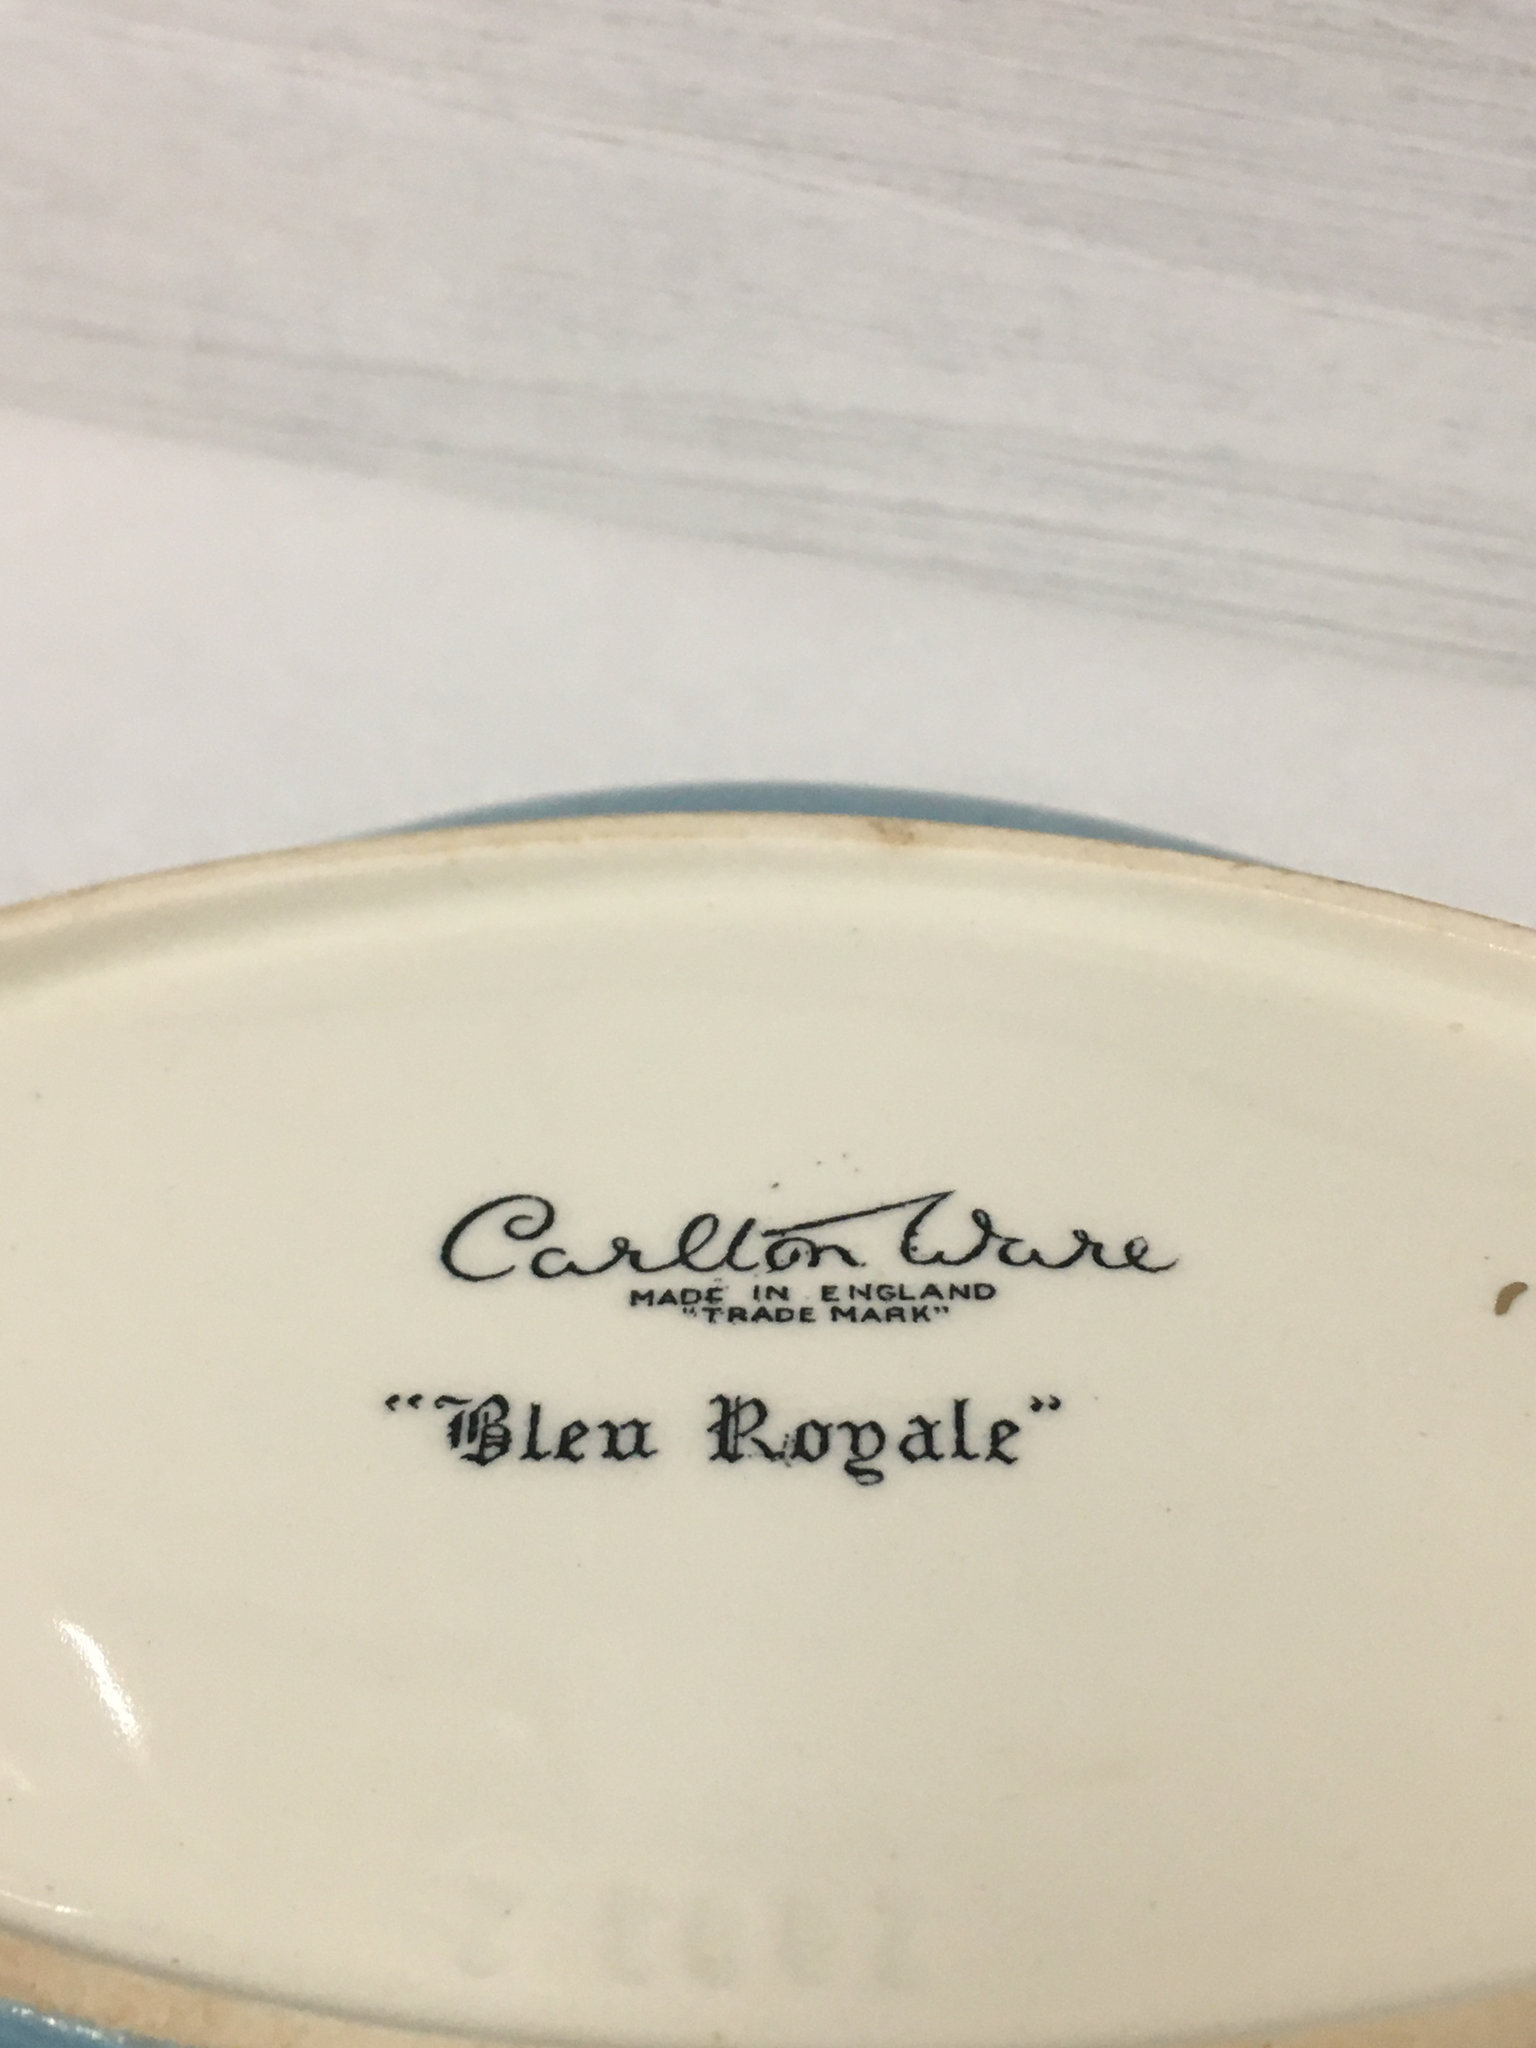 Carlton Ware
MADE IN ENGLAND
"TRADE MARK"
"Bleu Royale"